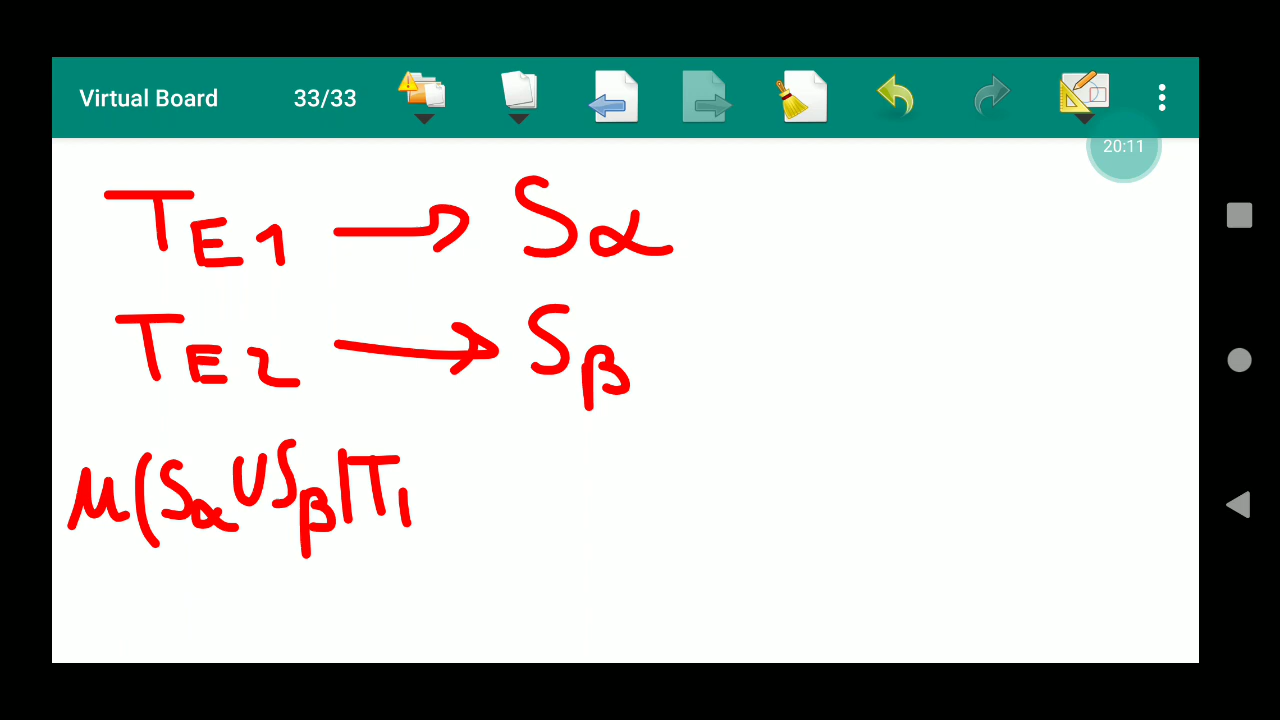 Virtual Board 33/33
20:11
TE1 → Sα
TE2 → Sβ
μ(Sα∪Sβ|T1